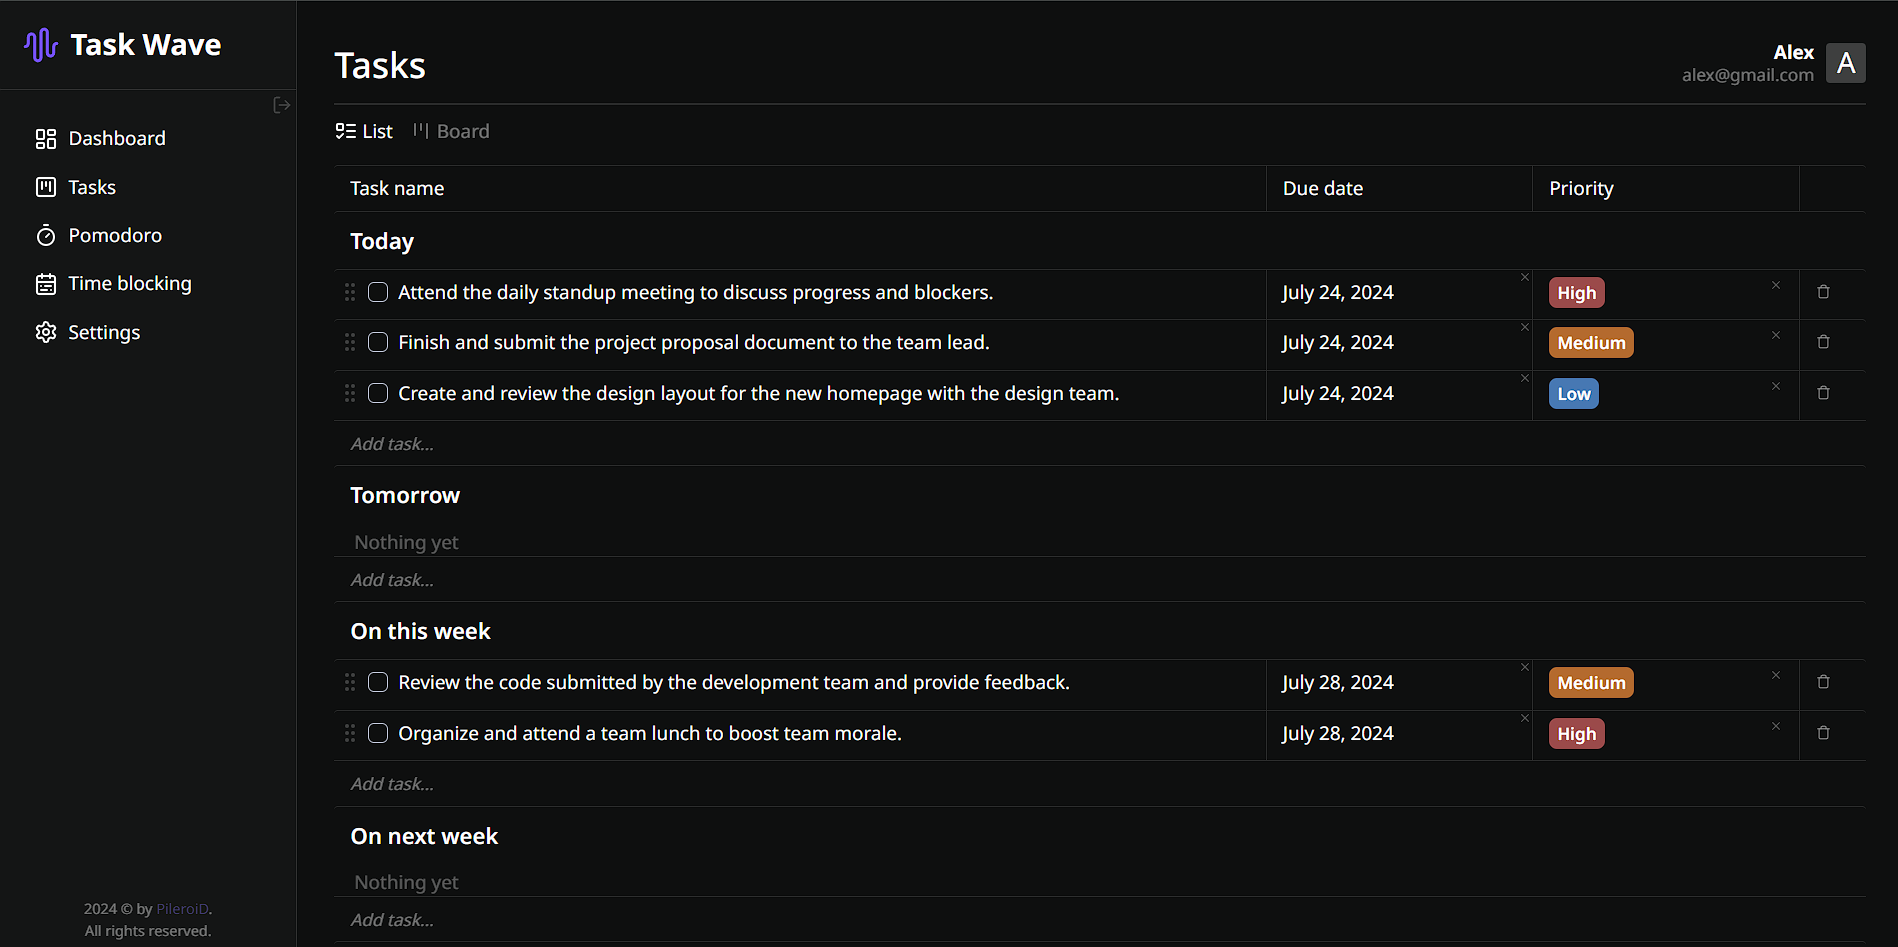 Task Wave
Dashboard
Tasks
Pomodoro
Time blocking
Settings
2024 © by PileroiD.
All rights reserved.
Tasks
Alex
alex@gmail.com
A
List Board
Task name Due date Priority
Today
Attend the daily standup meeting to discuss progress and blockers. July 24, 2024 High
Finish and submit the project proposal document to the team lead. July 24, 2024 Medium
Create and review the design layout for the new homepage with the design team. July 24, 2024 Low
Add task...
Tomorrow
Nothing yet
Add task...
On this week
Review the code submitted by the development team and provide feedback. July 28, 2024 Medium
Organize and attend a team lunch to boost team morale. July 28, 2024 High
Add task...
On next week
Nothing yet
Add task...